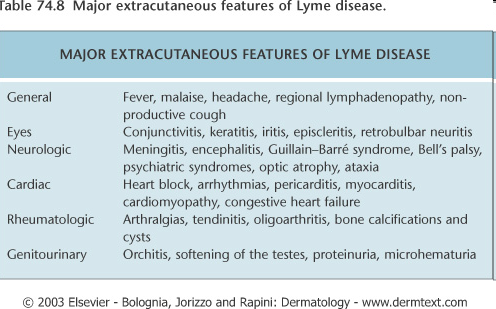 Table 74.8 Major extracutaneous features of Lyme disease.
MAJOR EXTRACUTANEOUS FEATURES OF LYME DISEASE
General Fever, malaise, headache, regional lymphadenopathy, non-
productive cough
Eyes Conjunctivitis, keratitis, iritis, episcleritis, retrobulbar neuritis
Neurologic Meningitis, encephalitis, Guillain–Barré syndrome, Bell's palsy,
psychiatric syndromes, optic atrophy, ataxia
Cardiac Heart block, arrhythmias, pericarditis, myocarditis,
cardiomyopathy, congestive heart failure
Rheumatologic Arthralgias, tendinitis, oligoarthritis, bone calcifications and
cysts
Genitourinary Orchitis, softening of the testes, proteinuria, microhematuria
© 2003 Elsevier - Bolognia, Jorizzo and Rapini: Dermatology - www.dermtext.com